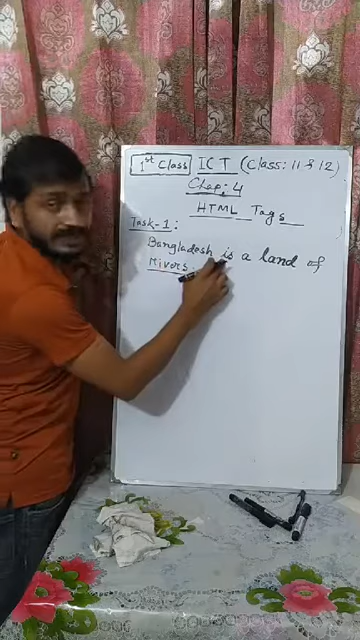 1st Class ICT (Class: 11 & 12)
Chap: 4
HTML Tags
Task-1:
Bangladesh is a land of
Rivers.